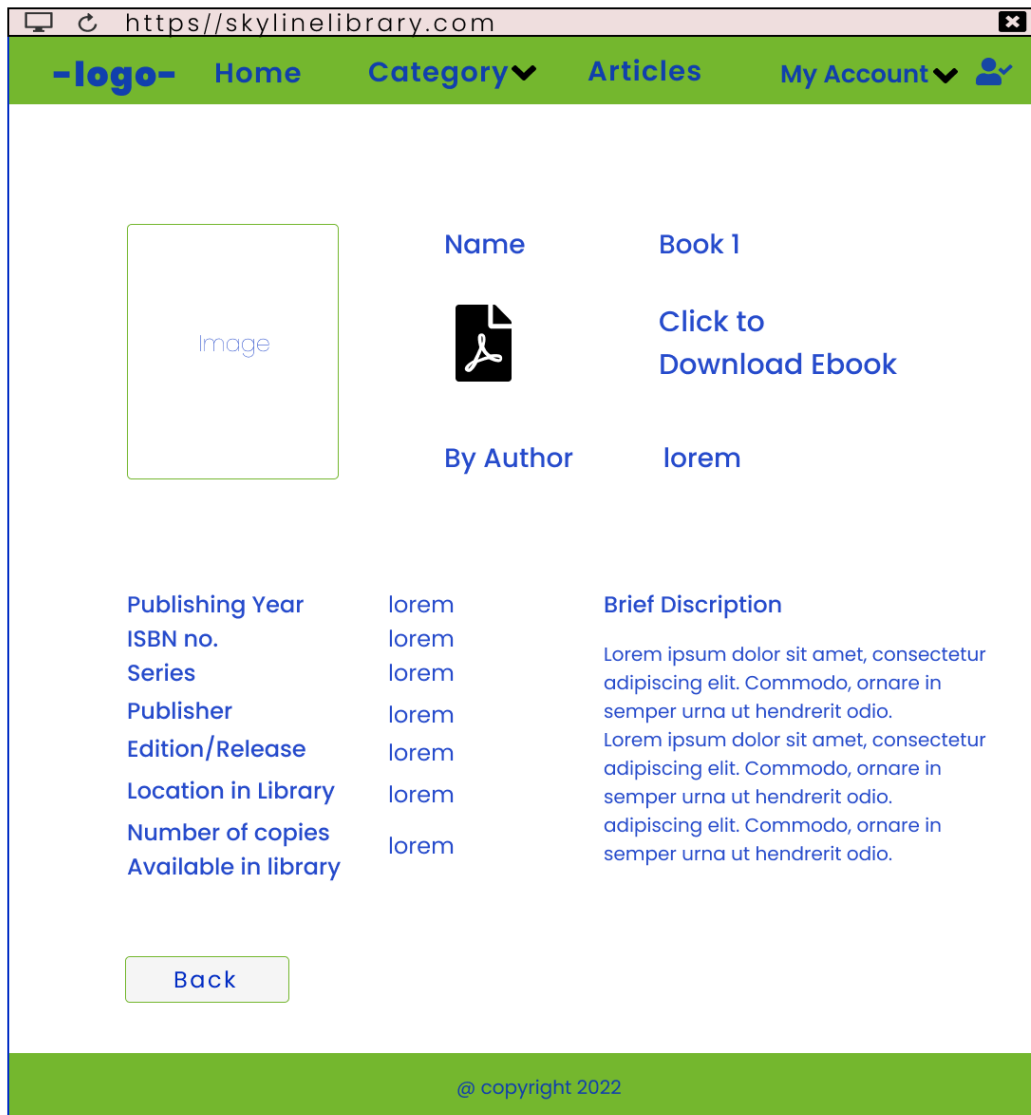 https//skylinelibrary.com
-logo- Home Category Articles My Account
Image
Name Book 1
Click to
Download Ebook
By Author lorem
Publishing Year lorem
ISBN no. lorem
Series lorem
Publisher lorem
Edition/Release lorem
Location in Library lorem
Number of copies
Available in library lorem
Brief Discription
Lorem ipsum dolor sit amet, consectetur
adipiscing elit. Commodo, ornare in
semper urna ut hendrerit odio.
Lorem ipsum dolor sit amet, consectetur
adipiscing elit. Commodo, ornare in
semper urna ut hendrerit odio.
adipiscing elit. Commodo, ornare in
semper urna ut hendrerit odio.
Back
@ copyright 2022